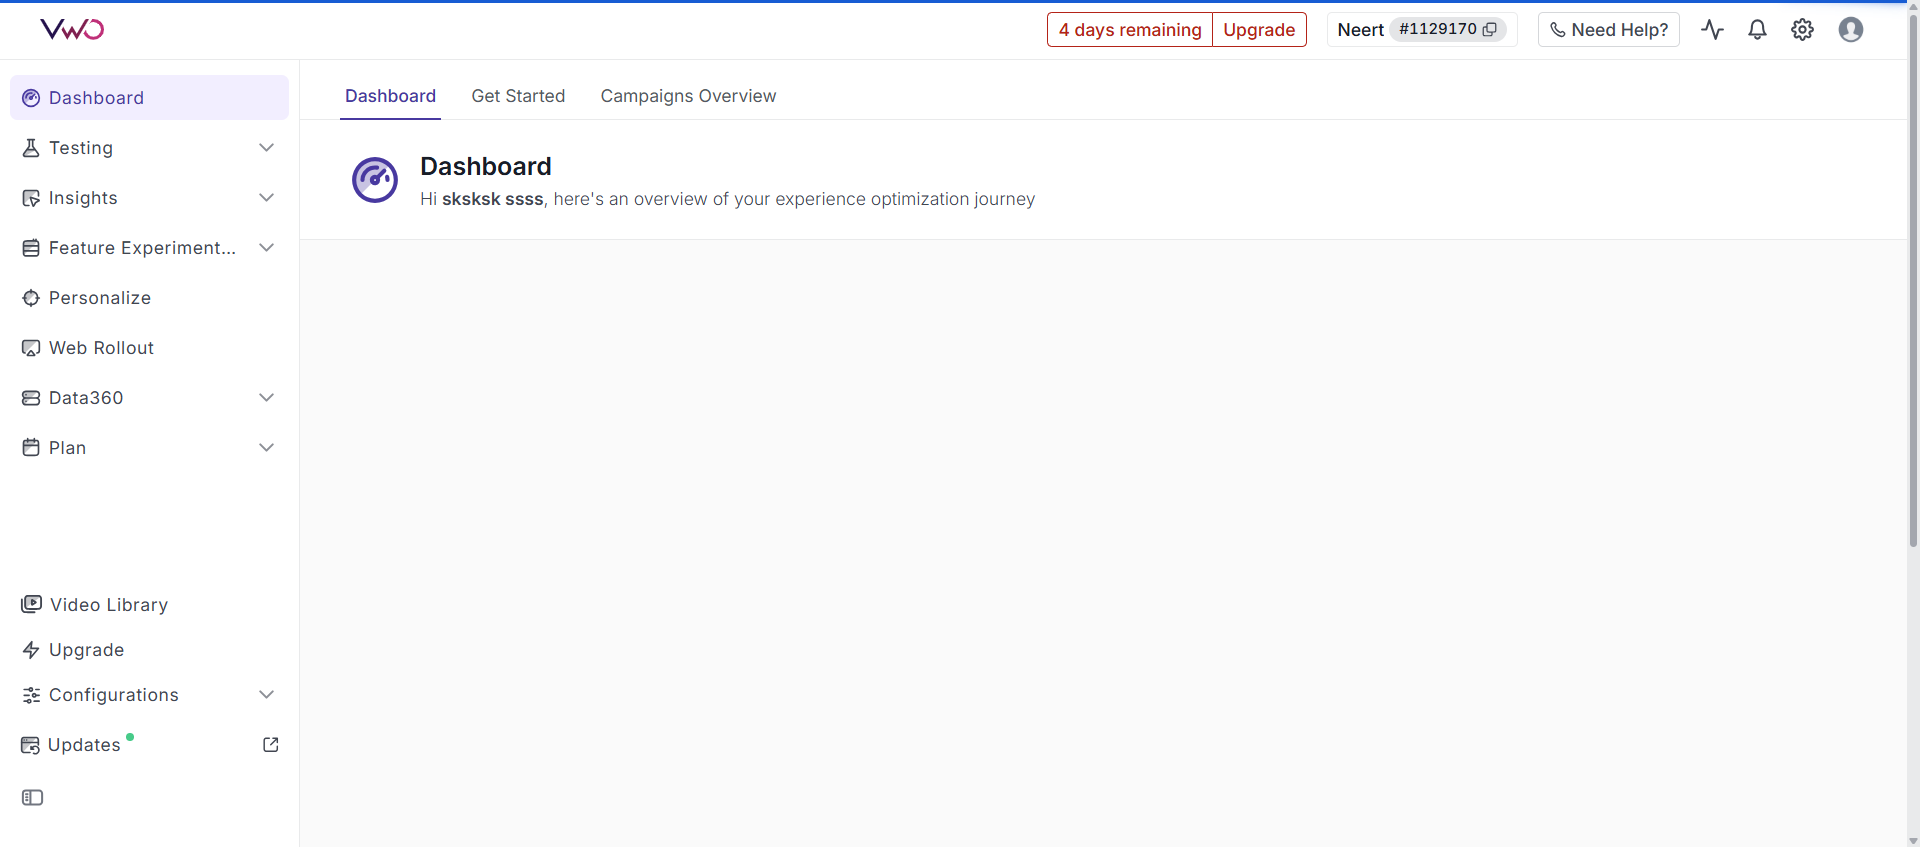 VWO
4 days remaining Upgrade
Neert #1129170
Need Help?
Dashboard
Testing
Insights
Feature Experiment...
Personalize
Web Rollout
Data360
Plan
Video Library
Upgrade
Configurations
Updates
Dashboard Get Started Campaigns Overview
Dashboard
Hi sksksk ssss, here's an overview of your experience optimization journey